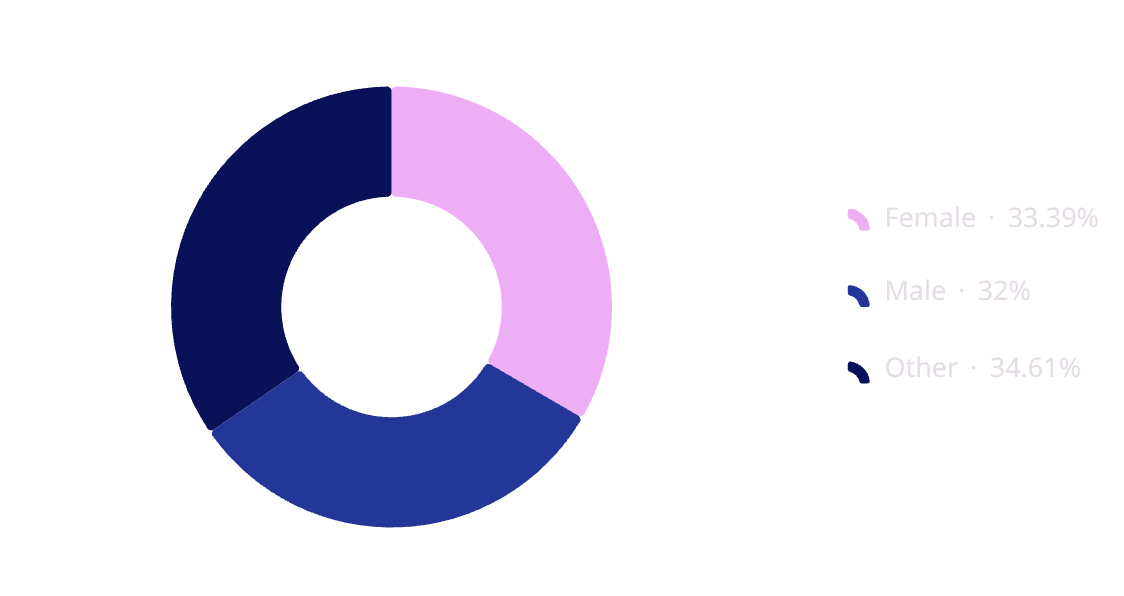 Female · 33.39%
Male · 32%
Other · 34.61%